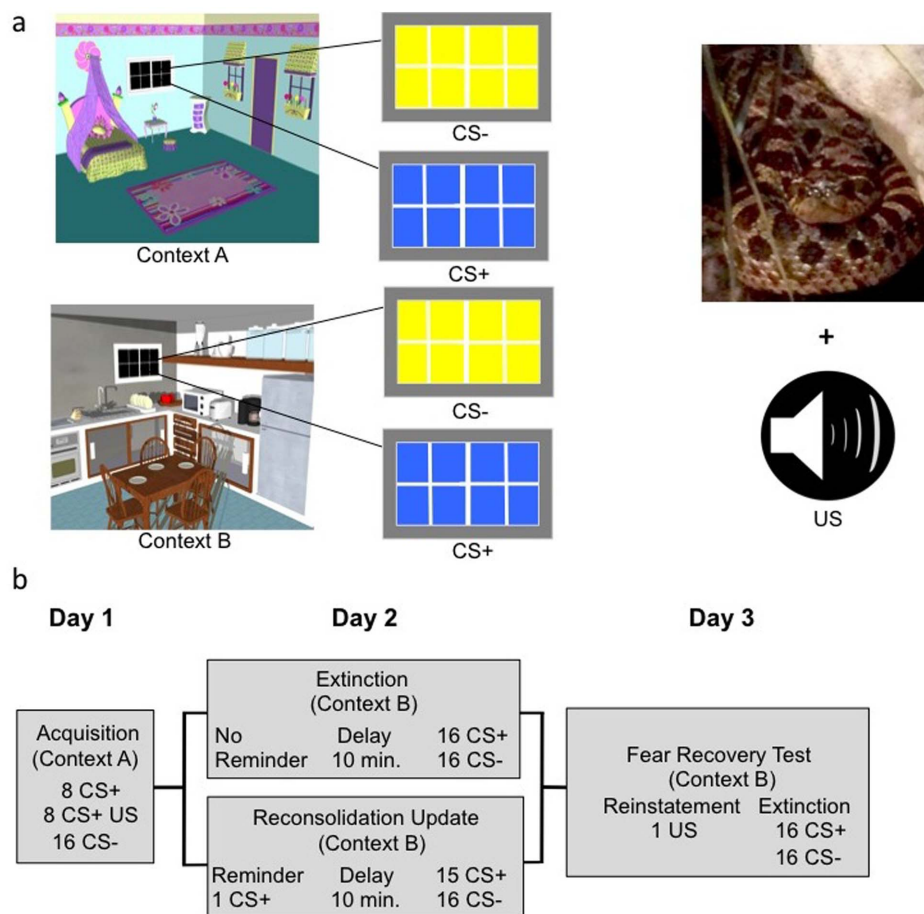 a
CS-
CS+
Context A
CS-
CS+
Context B
+
US
b
Day 1
Day 2
Day 3
Acquisition
(Context A)
8 CS+
8 CS+ US
16 CS-
Extinction
(Context B)
No Delay 16 CS+
Reminder 10 min. 16 CS-
Reconsolidation Update
(Context B)
Reminder Delay 15 CS+
1 CS+ 10 min. 16 CS-
Fear Recovery Test
(Context B)
Reinstatement Extinction
1 US 16 CS+
16 CS-